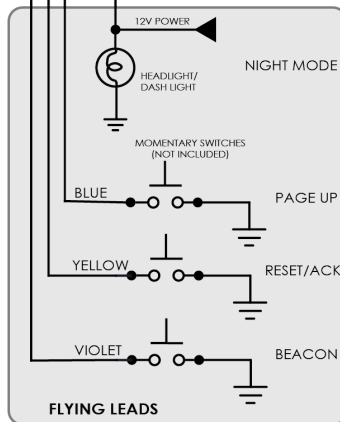 12V POWER
NIGHT MODE
HEADLIGHT/
DASH LIGHT
MOMENTARY SWITCHES
(NOT INCLUDED)
BLUE
PAGE UP
YELLOW
RESET/ACK
VIOLET
BEACON
FLYING LEADS